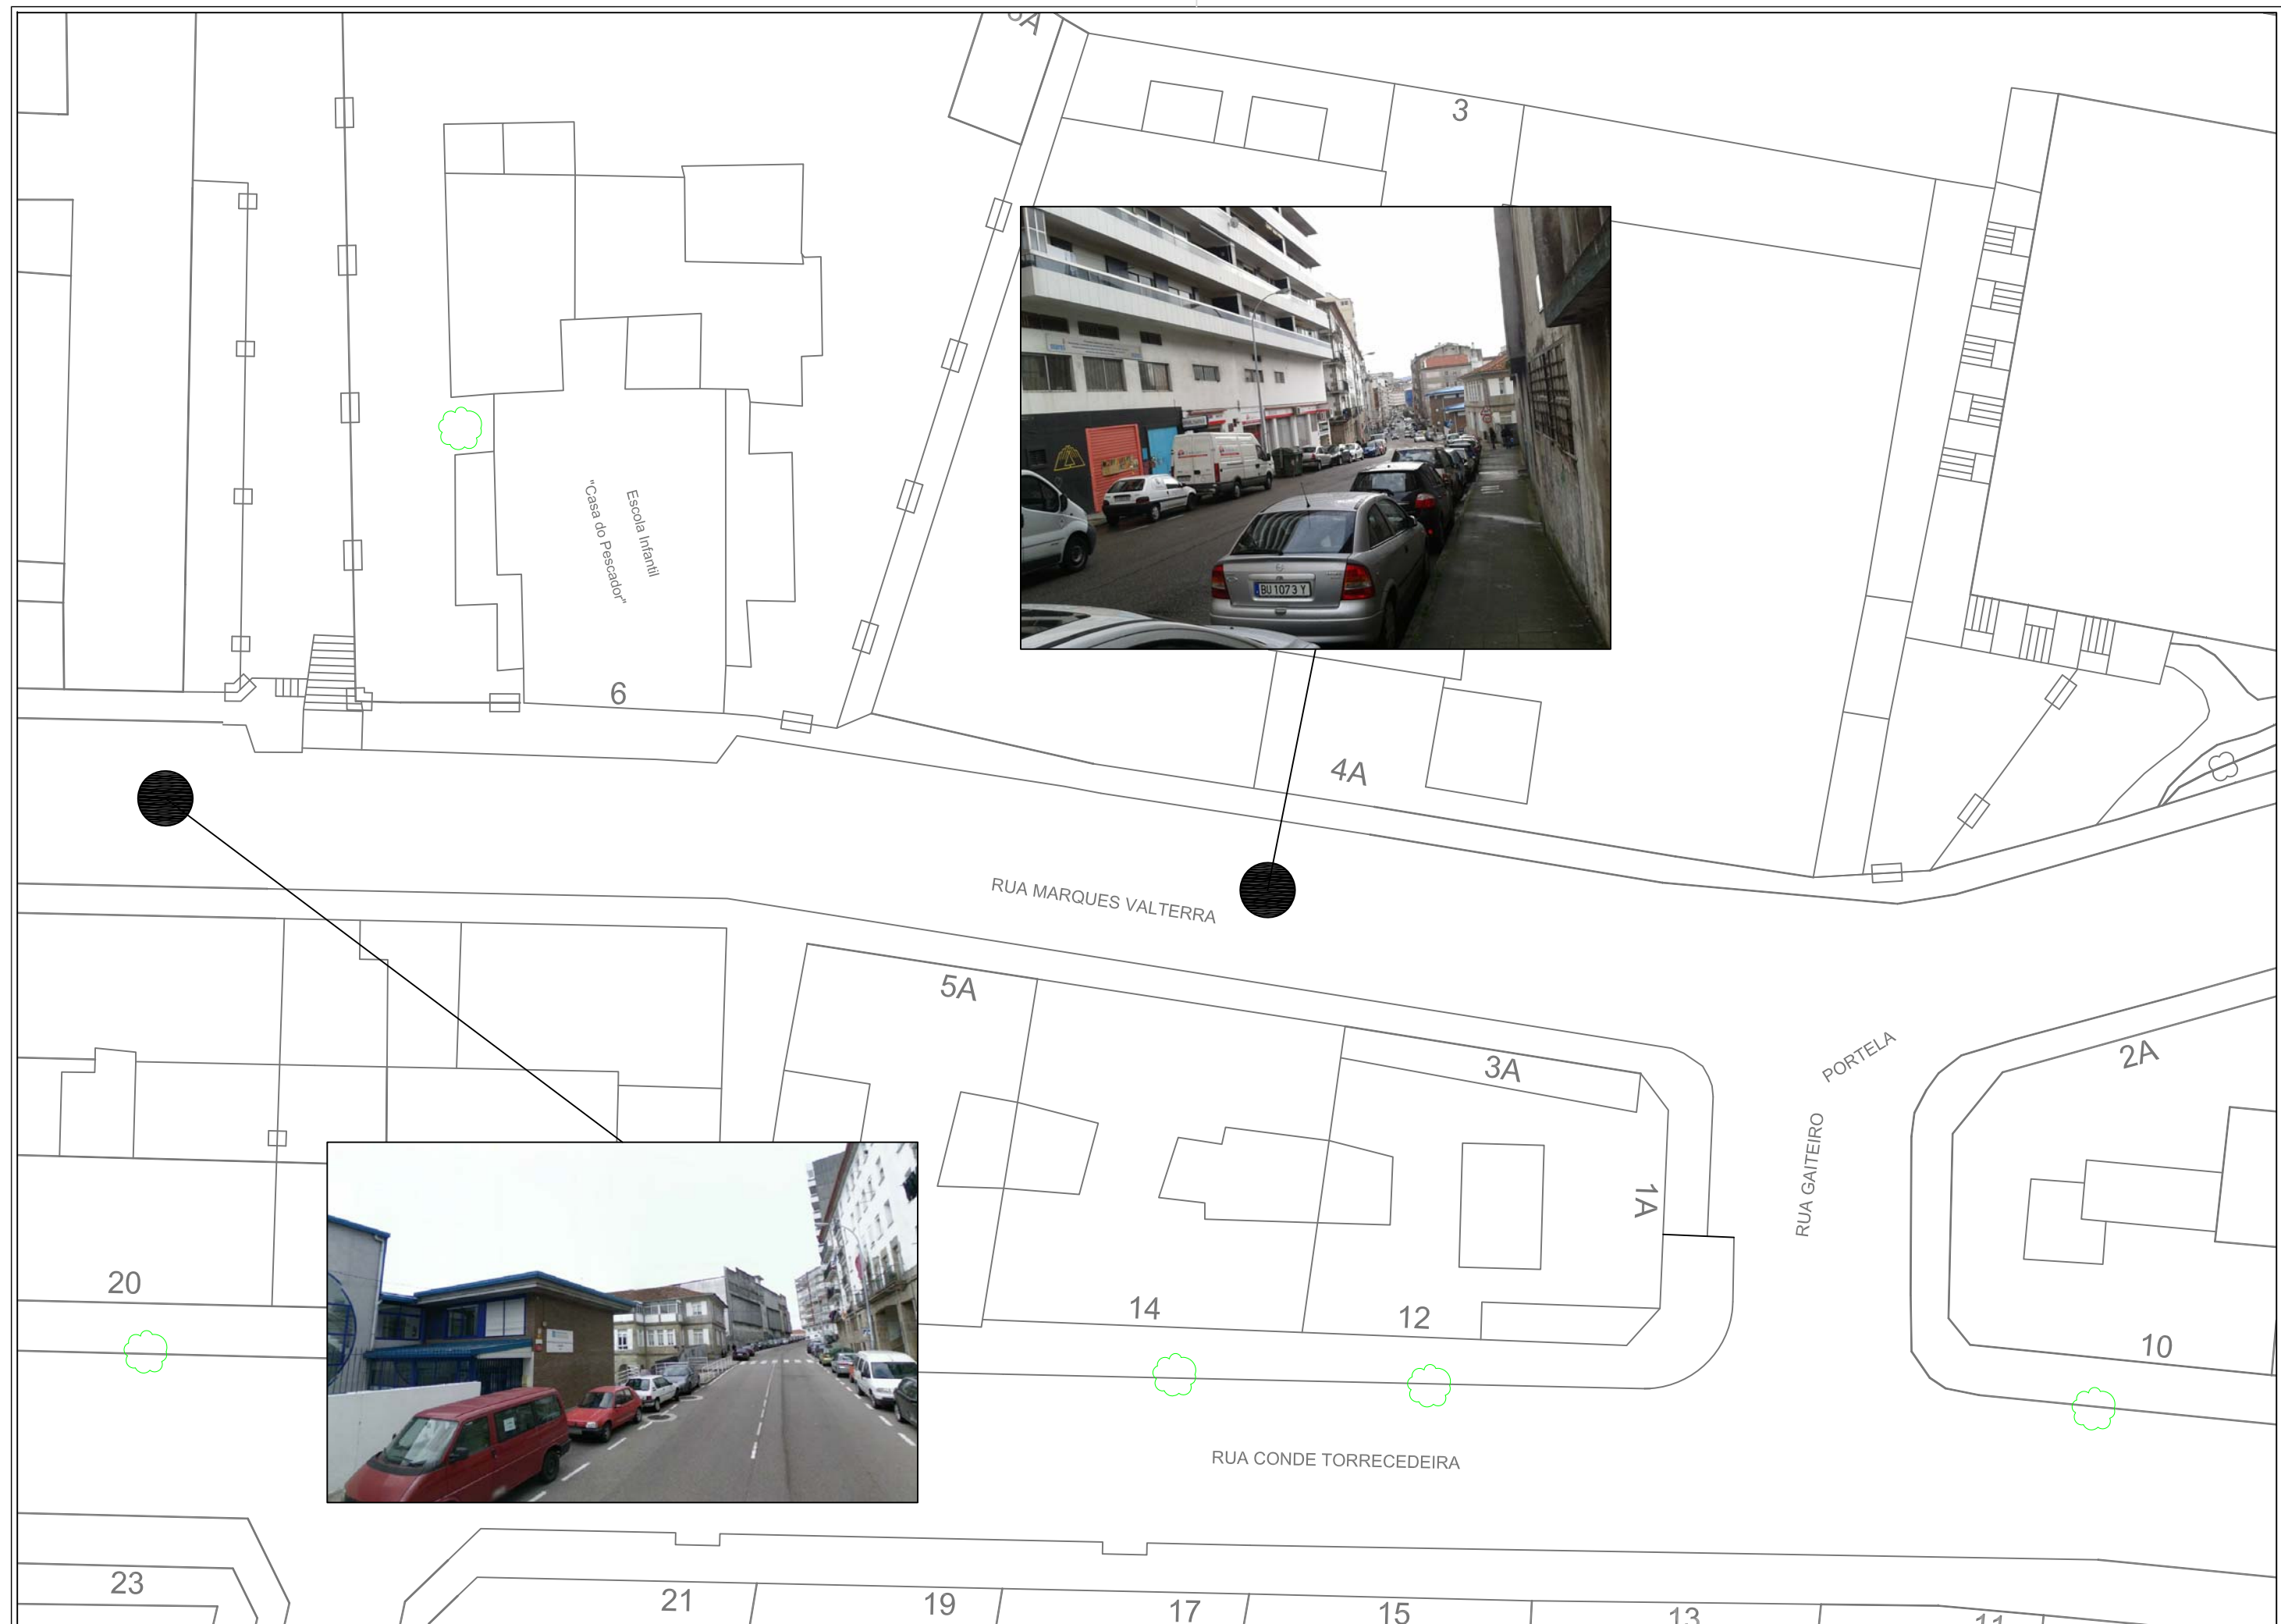 3
"Casa do Pescador"
Escola Infantil
BU 1073 Y
6
4A
RUA MARQUES VALTERRA
5A
3A
PORTELA
2A
RUA GAITEIRO
1A
20
14
12
10
RUA CONDE TORRECEDEIRA
23
21
19
17
15
13
11